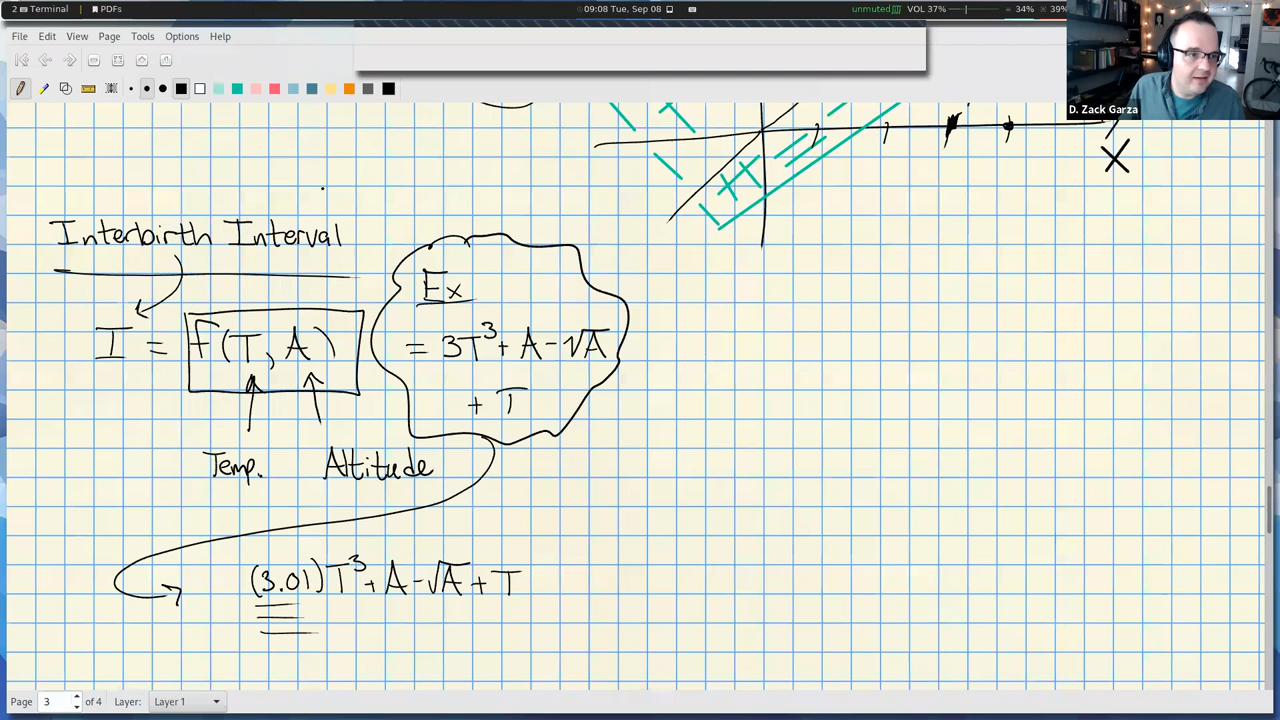 2 Terminal PDFs 09:08 Tue, Sep 08 unmuted VOL 37% 34% 39%
File Edit View Page Tools Options Help
D. Zack Garza
X
Interbirth Interval
Ex
I = F(T, A)
= 3T³ + A - √A
+ T
Temp. Altitude
(3.01)T³ + A - √A + T
Page 3 of 4 Layer: Layer 1